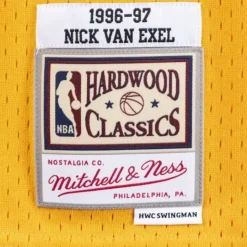 1996-97
NICK VAN EXEL
HARDWOOD
NBA
CLASSICS
NOSTALGIA CO.
Mitchell & Ness
PHILADELPHIA, PA.
HWC SWINGMAN